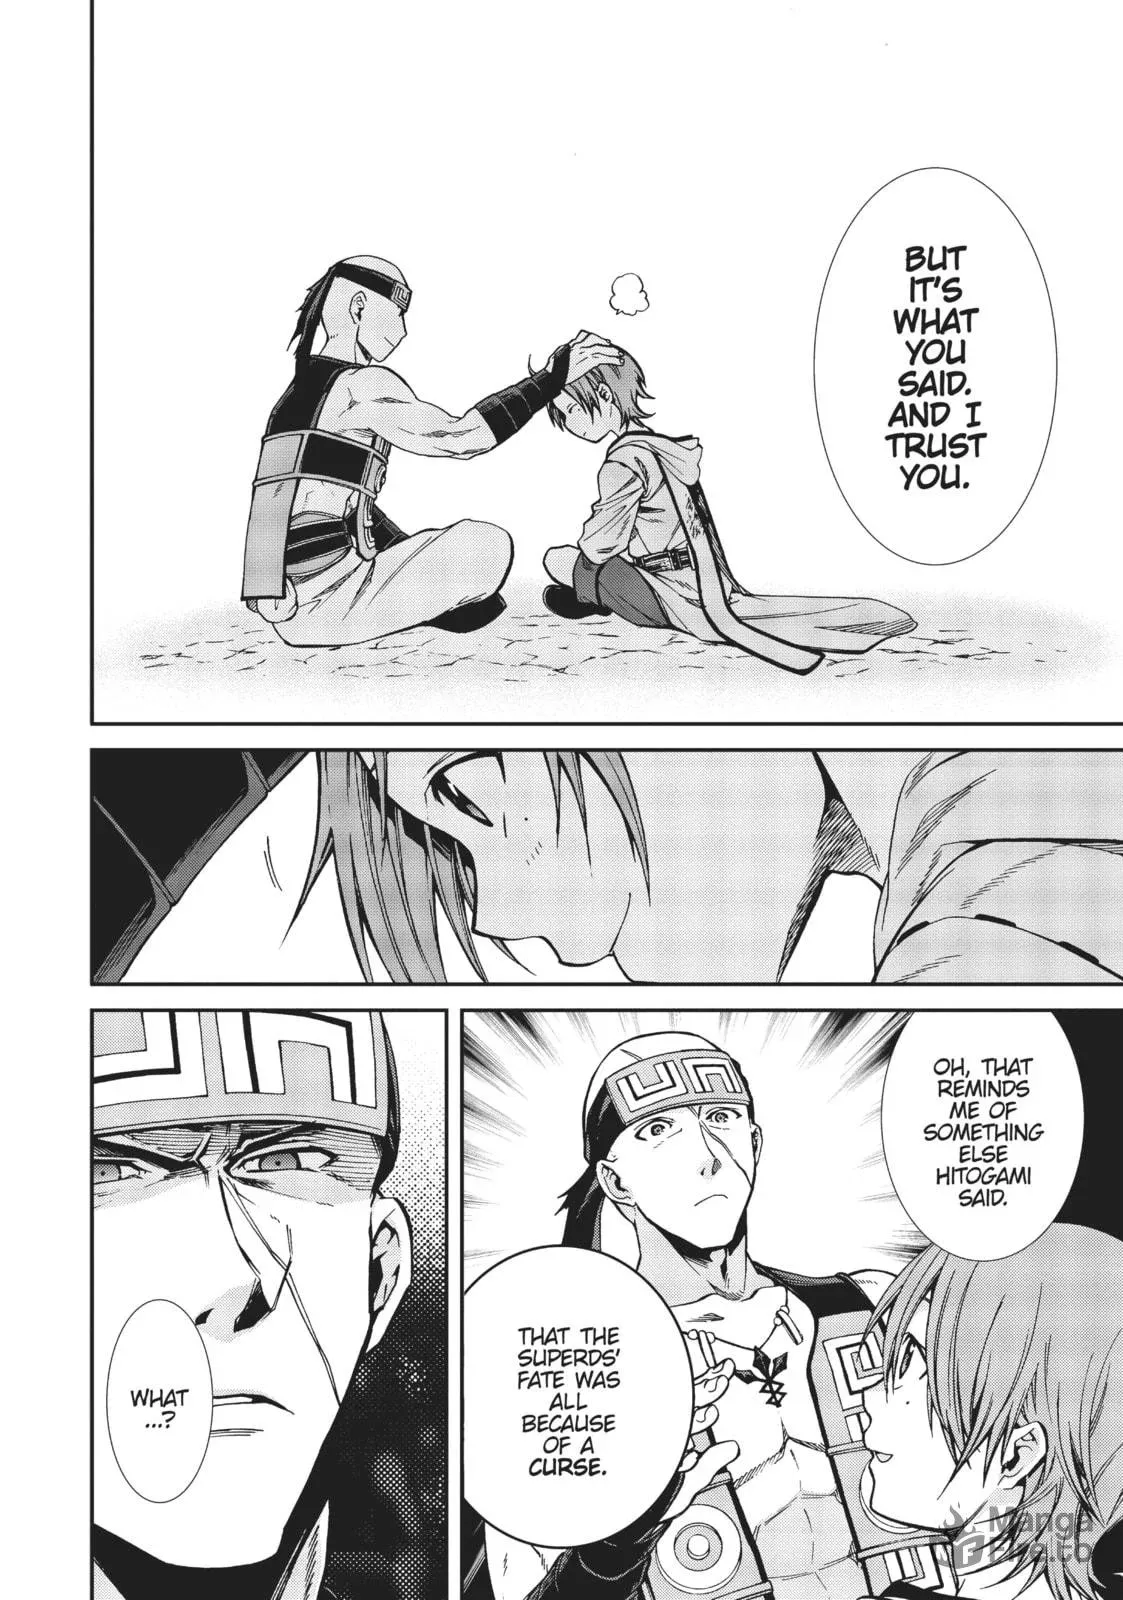 BUT
IT'S
WHAT
YOU
SAID.
AND I
TRUST
YOU.
OH, THAT
REMINDS
ME OF
SOMETHING
ELSE
HITOGAMI
SAID.
THAT THE
SUPERDS'
FATE WAS
ALL
BECAUSE
OF A
CURSE.
WHAT
...?
Manga
Fire.to